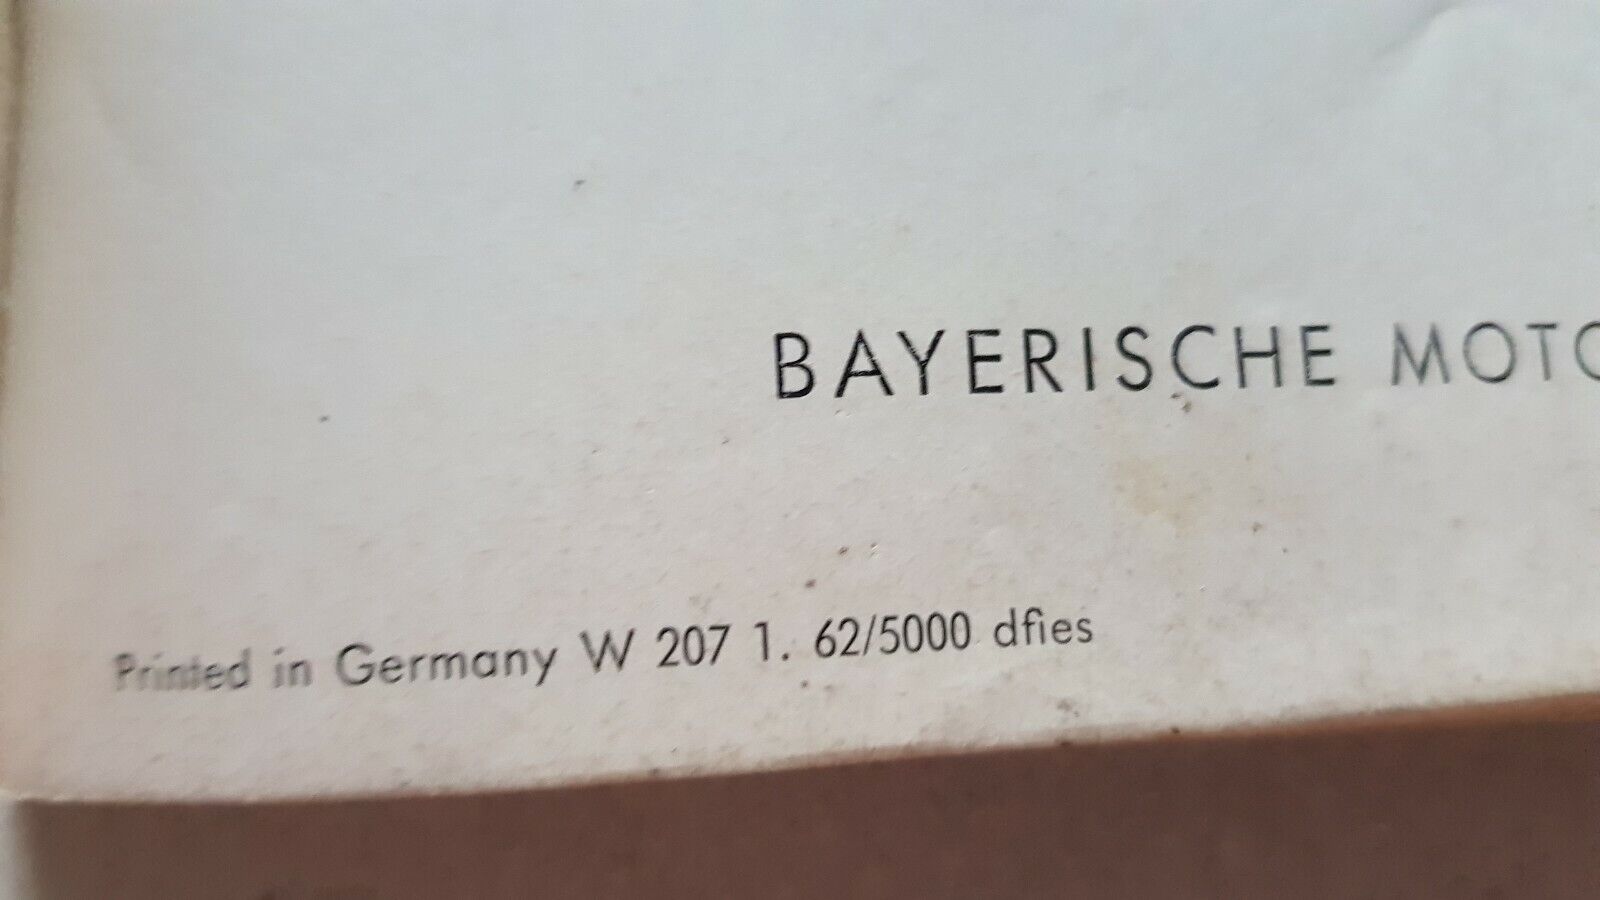 BAYERISCHE MOTO
Printed in Germany W 207 1. 62/5000 dfies